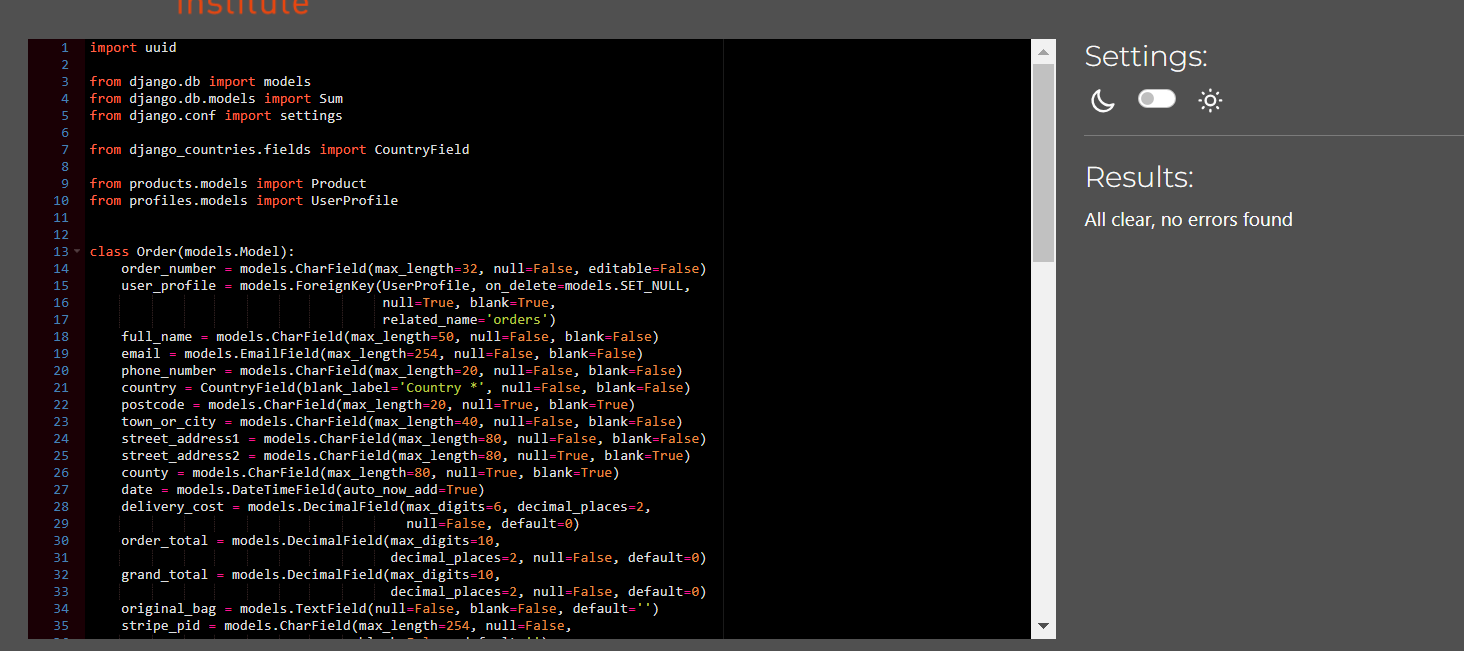 institute
1 import uuid
2
3 from django.db import models
4 from django.db.models import Sum
5 from django.conf import settings
6
7 from django_countries.fields import CountryField
8
9 from products.models import Product
10 from profiles.models import UserProfile
11
12
13 class Order(models.Model):
14     order_number = models.CharField(max_length=32, null=False, editable=False)
15     user_profile = models.ForeignKey(UserProfile, on_delete=models.SET_NULL,
16                                      null=True, blank=True,
17                                      related_name='orders')
18     full_name = models.CharField(max_length=50, null=False, blank=False)
19     email = models.EmailField(max_length=254, null=False, blank=False)
20     phone_number = models.CharField(max_length=20, null=False, blank=False)
21     country = CountryField(blank_label='Country *', null=False, blank=False)
22     postcode = models.CharField(max_length=20, null=True, blank=True)
23     town_or_city = models.CharField(max_length=40, null=False, blank=False)
24     street_address1 = models.CharField(max_length=80, null=False, blank=False)
25     street_address2 = models.CharField(max_length=80, null=True, blank=True)
26     county = models.CharField(max_length=80, null=True, blank=True)
27     date = models.DateTimeField(auto_now_add=True)
28     delivery_cost = models.DecimalField(max_digits=6, decimal_places=2,
29                                         null=False, default=0)
30     order_total = models.DecimalField(max_digits=10,
31                                       decimal_places=2, null=False, default=0)
32     grand_total = models.DecimalField(max_digits=10,
33                                       decimal_places=2, null=False, default=0)
34     original_bag = models.TextField(null=False, blank=False, default='')
35     stripe_pid = models.CharField(max_length=254, null=False,
Settings:
Results:
All clear, no errors found